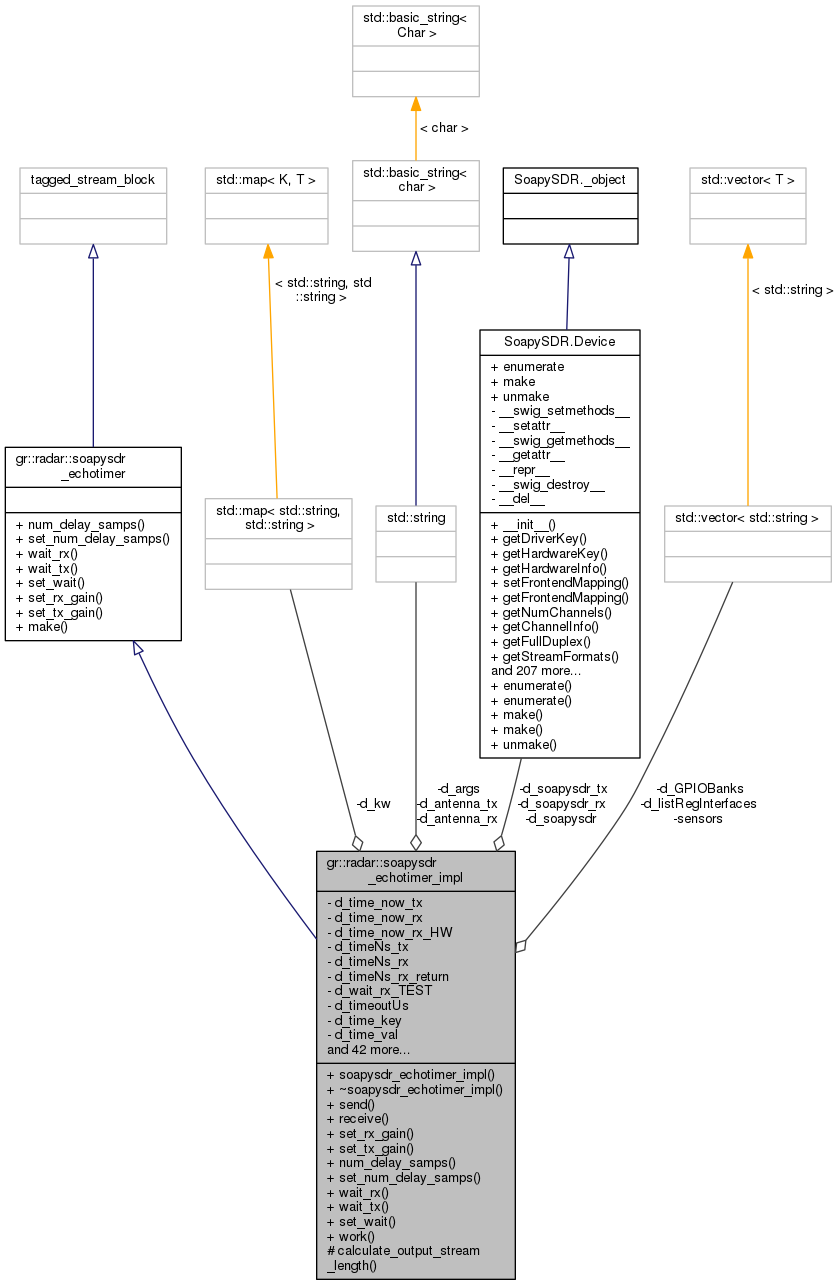 std::basic_string<
Char >
< char >
tagged_stream_block
std::map< K, T >
std::basic_string<
char >
SoapySDR._object
std::vector< T >
< std::string, std
::string >
< std::string >
SoapySDR.Device
+ enumerate
+ make
+ unmake
- __swig_setmethods__
- __setattr__
- __swig_getmethods__
- __getattr__
- __repr__
- __swig_destroy__
- __del__
+ __init__()
+ getDriverKey()
+ getHardwareKey()
+ getHardwareInfo()
+ setFrontendMapping()
+ getFrontendMapping()
+ getNumChannels()
+ getChannelInfo()
+ getFullDuplex()
+ getStreamFormats()
and 207 more...
+ enumerate()
+ enumerate()
+ make()
+ make()
+ unmake()
gr::radar::soapysdr
_echotimer
+ num_delay_samps()
+ set_num_delay_samps()
+ wait_rx()
+ wait_tx()
+ set_wait()
+ set_rx_gain()
+ set_tx_gain()
+ make()
std::map< std::string,
std::string >
std::string
std::vector< std::string >
-d_kw
-d_args
-d_antenna_tx
-d_antenna_rx
-d_soapysdr_tx
-d_soapysdr_rx
-d_soapysdr
-d_GPIOBanks
-d_listRegInterfaces
-sensors
gr::radar::soapysdr
_echotimer_impl
- d_time_now_tx
- d_time_now_rx
- d_time_now_rx_HW
- d_timeNs_tx
- d_timeNs_rx
- d_timeNs_rx_return
- d_wait_rx_TEST
- d_timeoutUs
- d_time_key
- d_time_val
and 42 more...
+ soapysdr_echotimer_impl()
+ ~soapysdr_echotimer_impl()
+ send()
+ receive()
+ set_rx_gain()
+ set_tx_gain()
+ num_delay_samps()
+ set_num_delay_samps()
+ wait_rx()
+ wait_tx()
+ set_wait()
+ work()
# calculate_output_stream
_length()